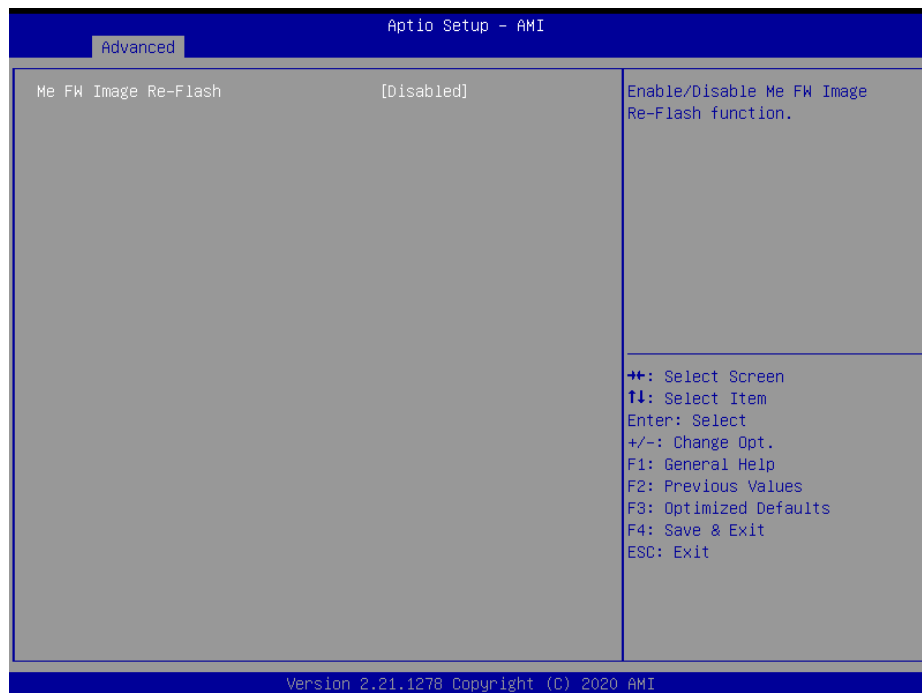 Aptio Setup – AMI
Advanced
Me FW Image Re-Flash [Disabled]
Enable/Disable Me FW Image
Re-Flash function.
→←: Select Screen
↑↓: Select Item
Enter: Select
+/-: Change Opt.
F1: General Help
F2: Previous Values
F3: Optimized Defaults
F4: Save & Exit
ESC: Exit
Version 2.21.1278 Copyright (C) 2020 AMI